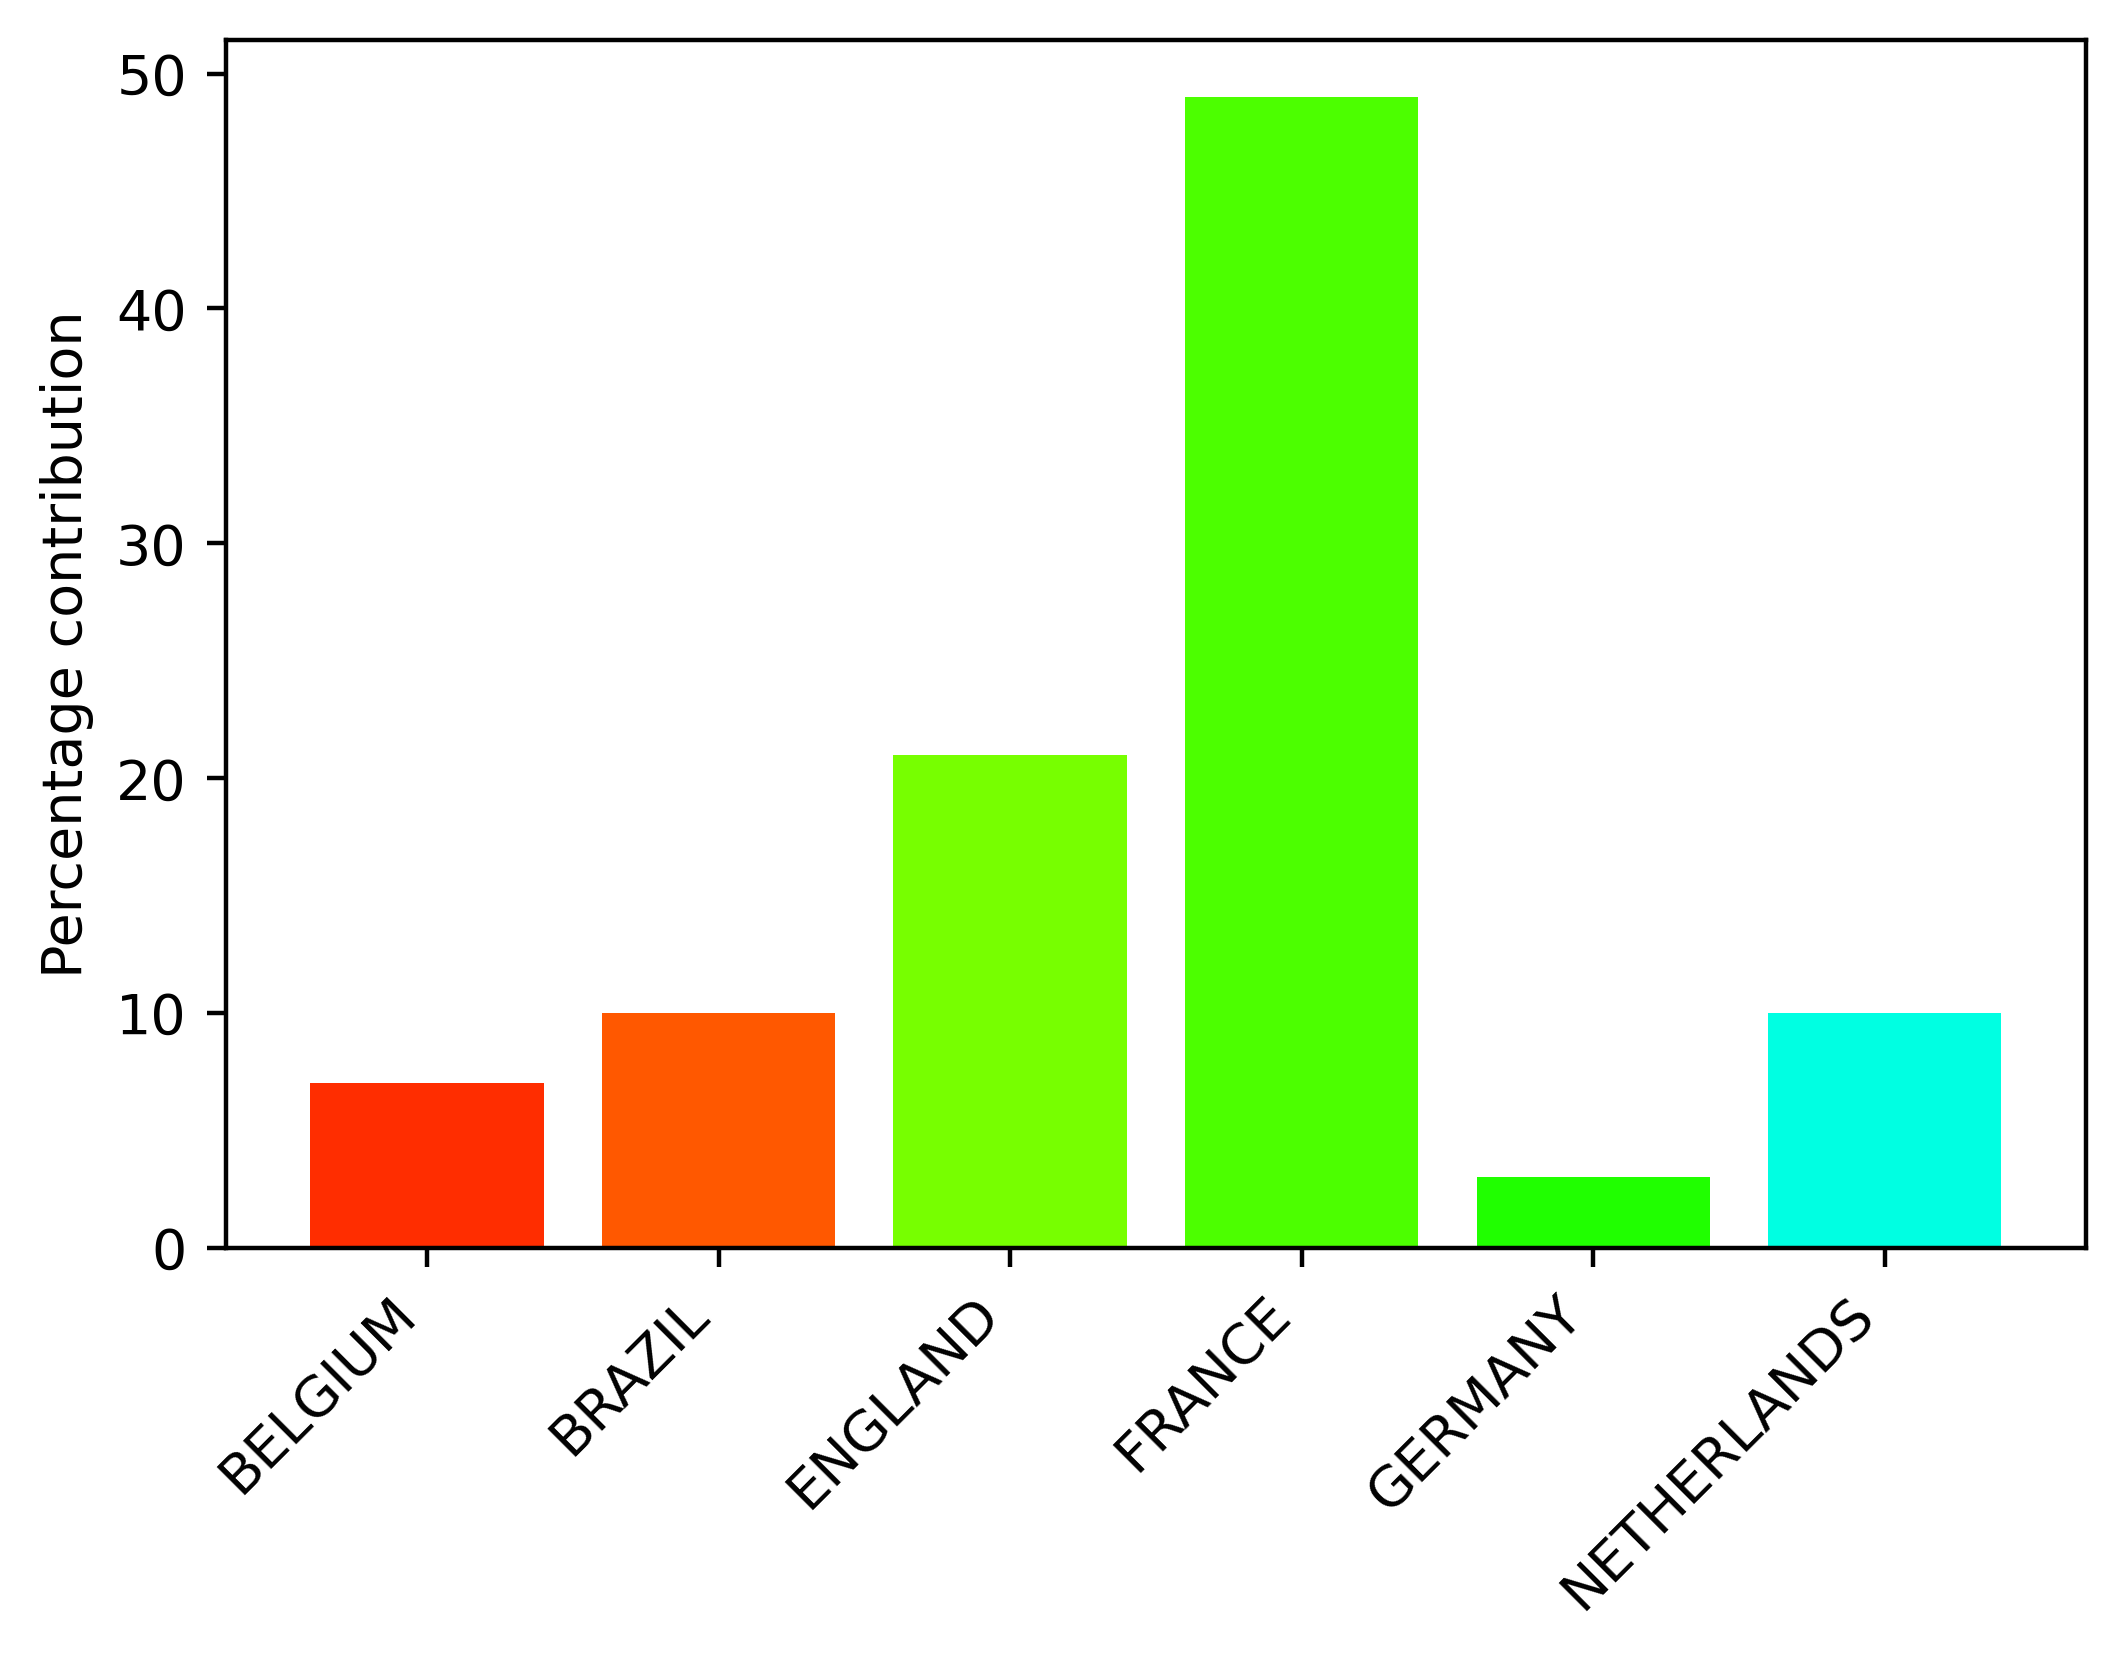 Percentage contribution
50
40
30
20
10
0
BELGIUM
BRAZIL
ENGLAND
FRANCE
GERMANY
NETHERLANDS